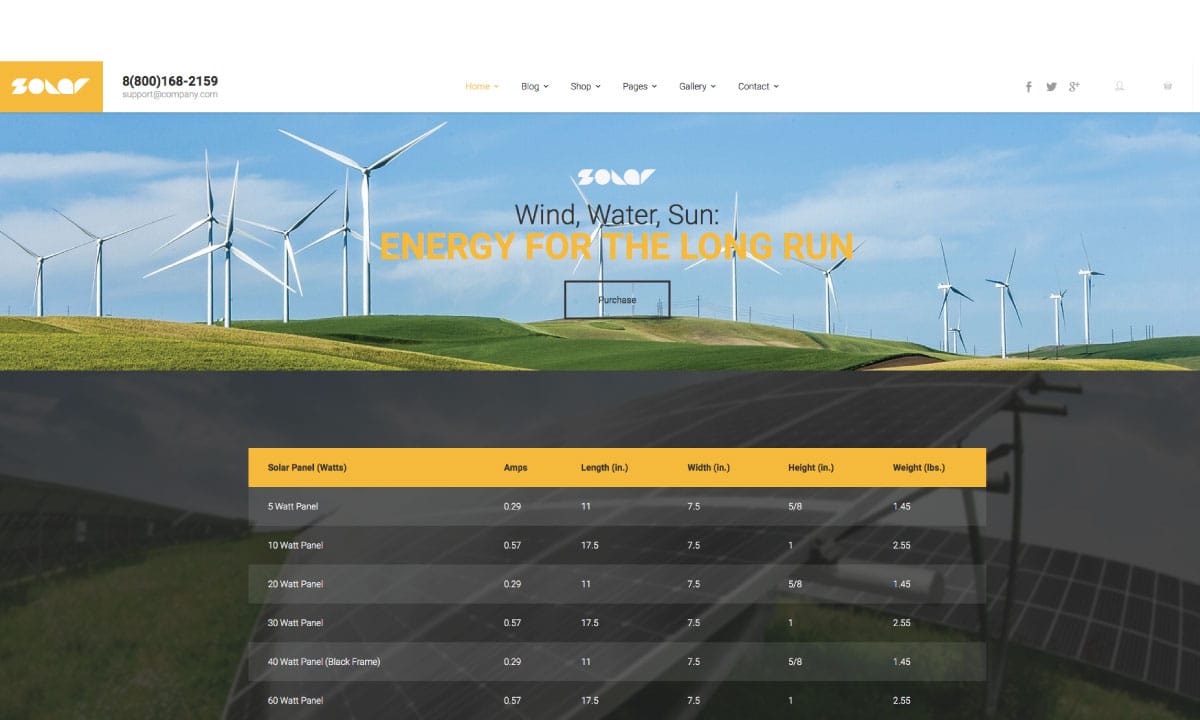 SOLAR
8(800)168-2159
support@company.com
Home Blog Shop Pages Gallery Contact
SOLAR
Wind, Water, Sun:
ENERGY FOR THE LONG RUN
Purchase
Solar Panel (Watts) Amps Length (in.) Width (in.) Height (in.) Weight (lbs.)
5 Watt Panel 0.29 11 7.5 5/8 1.45
10 Watt Panel 0.57 17.5 7.5 1 2.55
20 Watt Panel 0.29 11 7.5 5/8 1.45
30 Watt Panel 0.57 17.5 7.5 1 2.55
40 Watt Panel (Black Frame) 0.29 11 7.5 5/8 1.45
60 Watt Panel 0.57 17.5 7.5 1 2.55